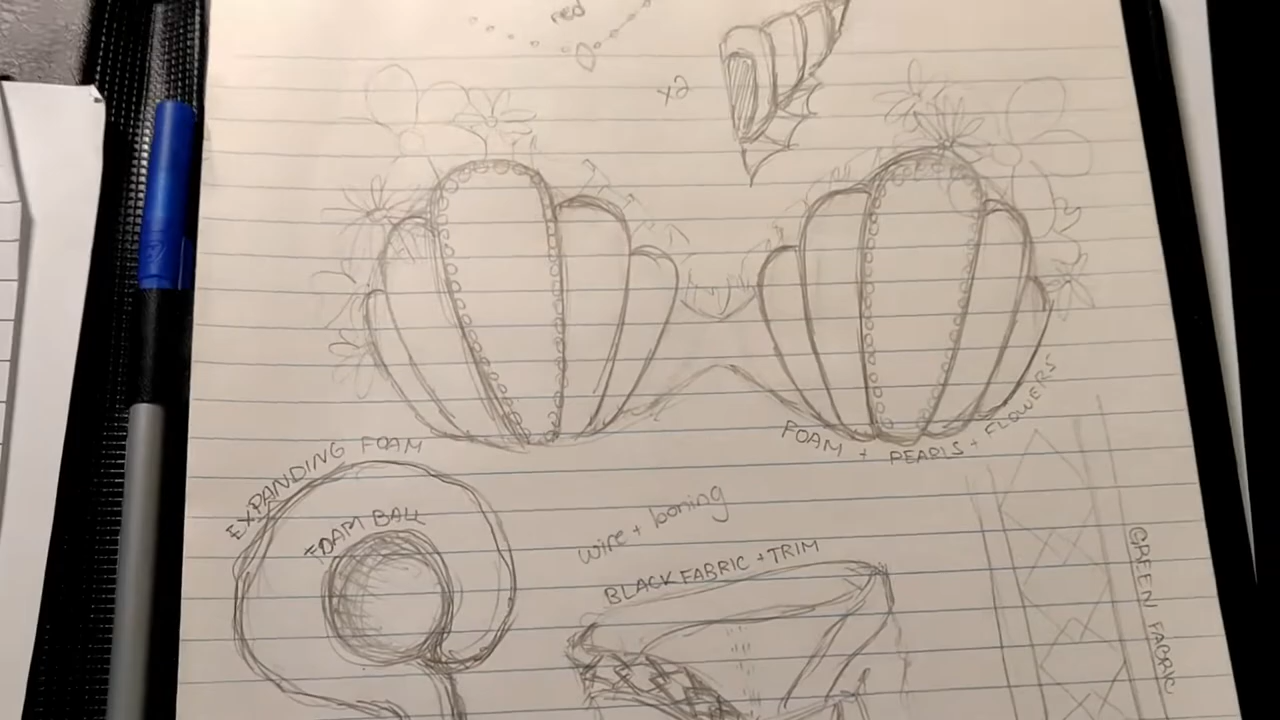 red
x2
EXPANDING FOAM
FOAM + PEARLS + FLOWERS
FOAM BALL
wire + boning
BLACK FABRIC + TRIM
GREEN FABRIC